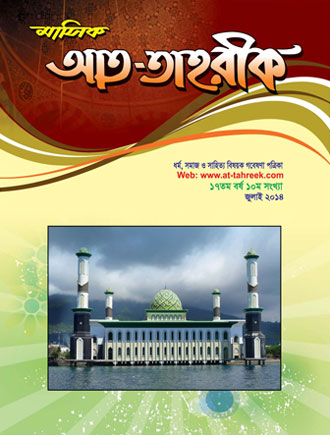 মাসিক
আত-তাহরীক
ধর্ম, সমাজ ও সাহিত্য বিষয়ক গবেষণা পত্রিকা
Web: www.at-tahreek.com
১৭তম বর্ষ ১০ম সংখ্যা
জুলাই ২০১৪